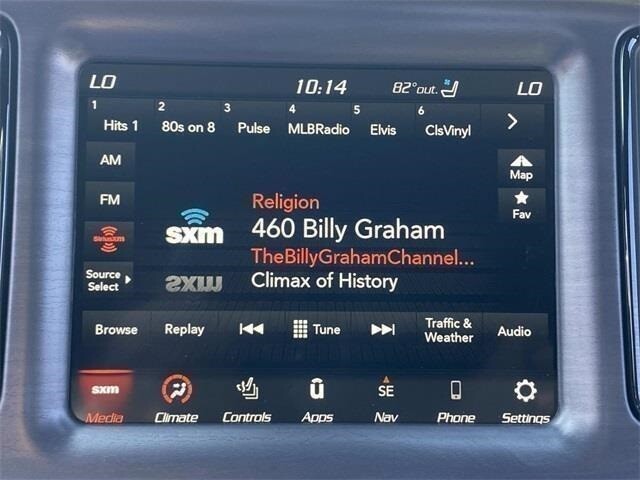 LO 10:14 82°out. LO
1 2 3 4 5 6
Hits 1 80s on 8 Pulse MLBRadio Elvis ClsVinyl
AM
Map
FM
Fav
SiriusXM
Source
Select
sxm
Religion
460 Billy Graham
TheBillyGrahamChannel...
Climax of History
Browse Replay Tune Traffic & Weather Audio
sxm SE
Media Climate Controls Apps Nav Phone Settings